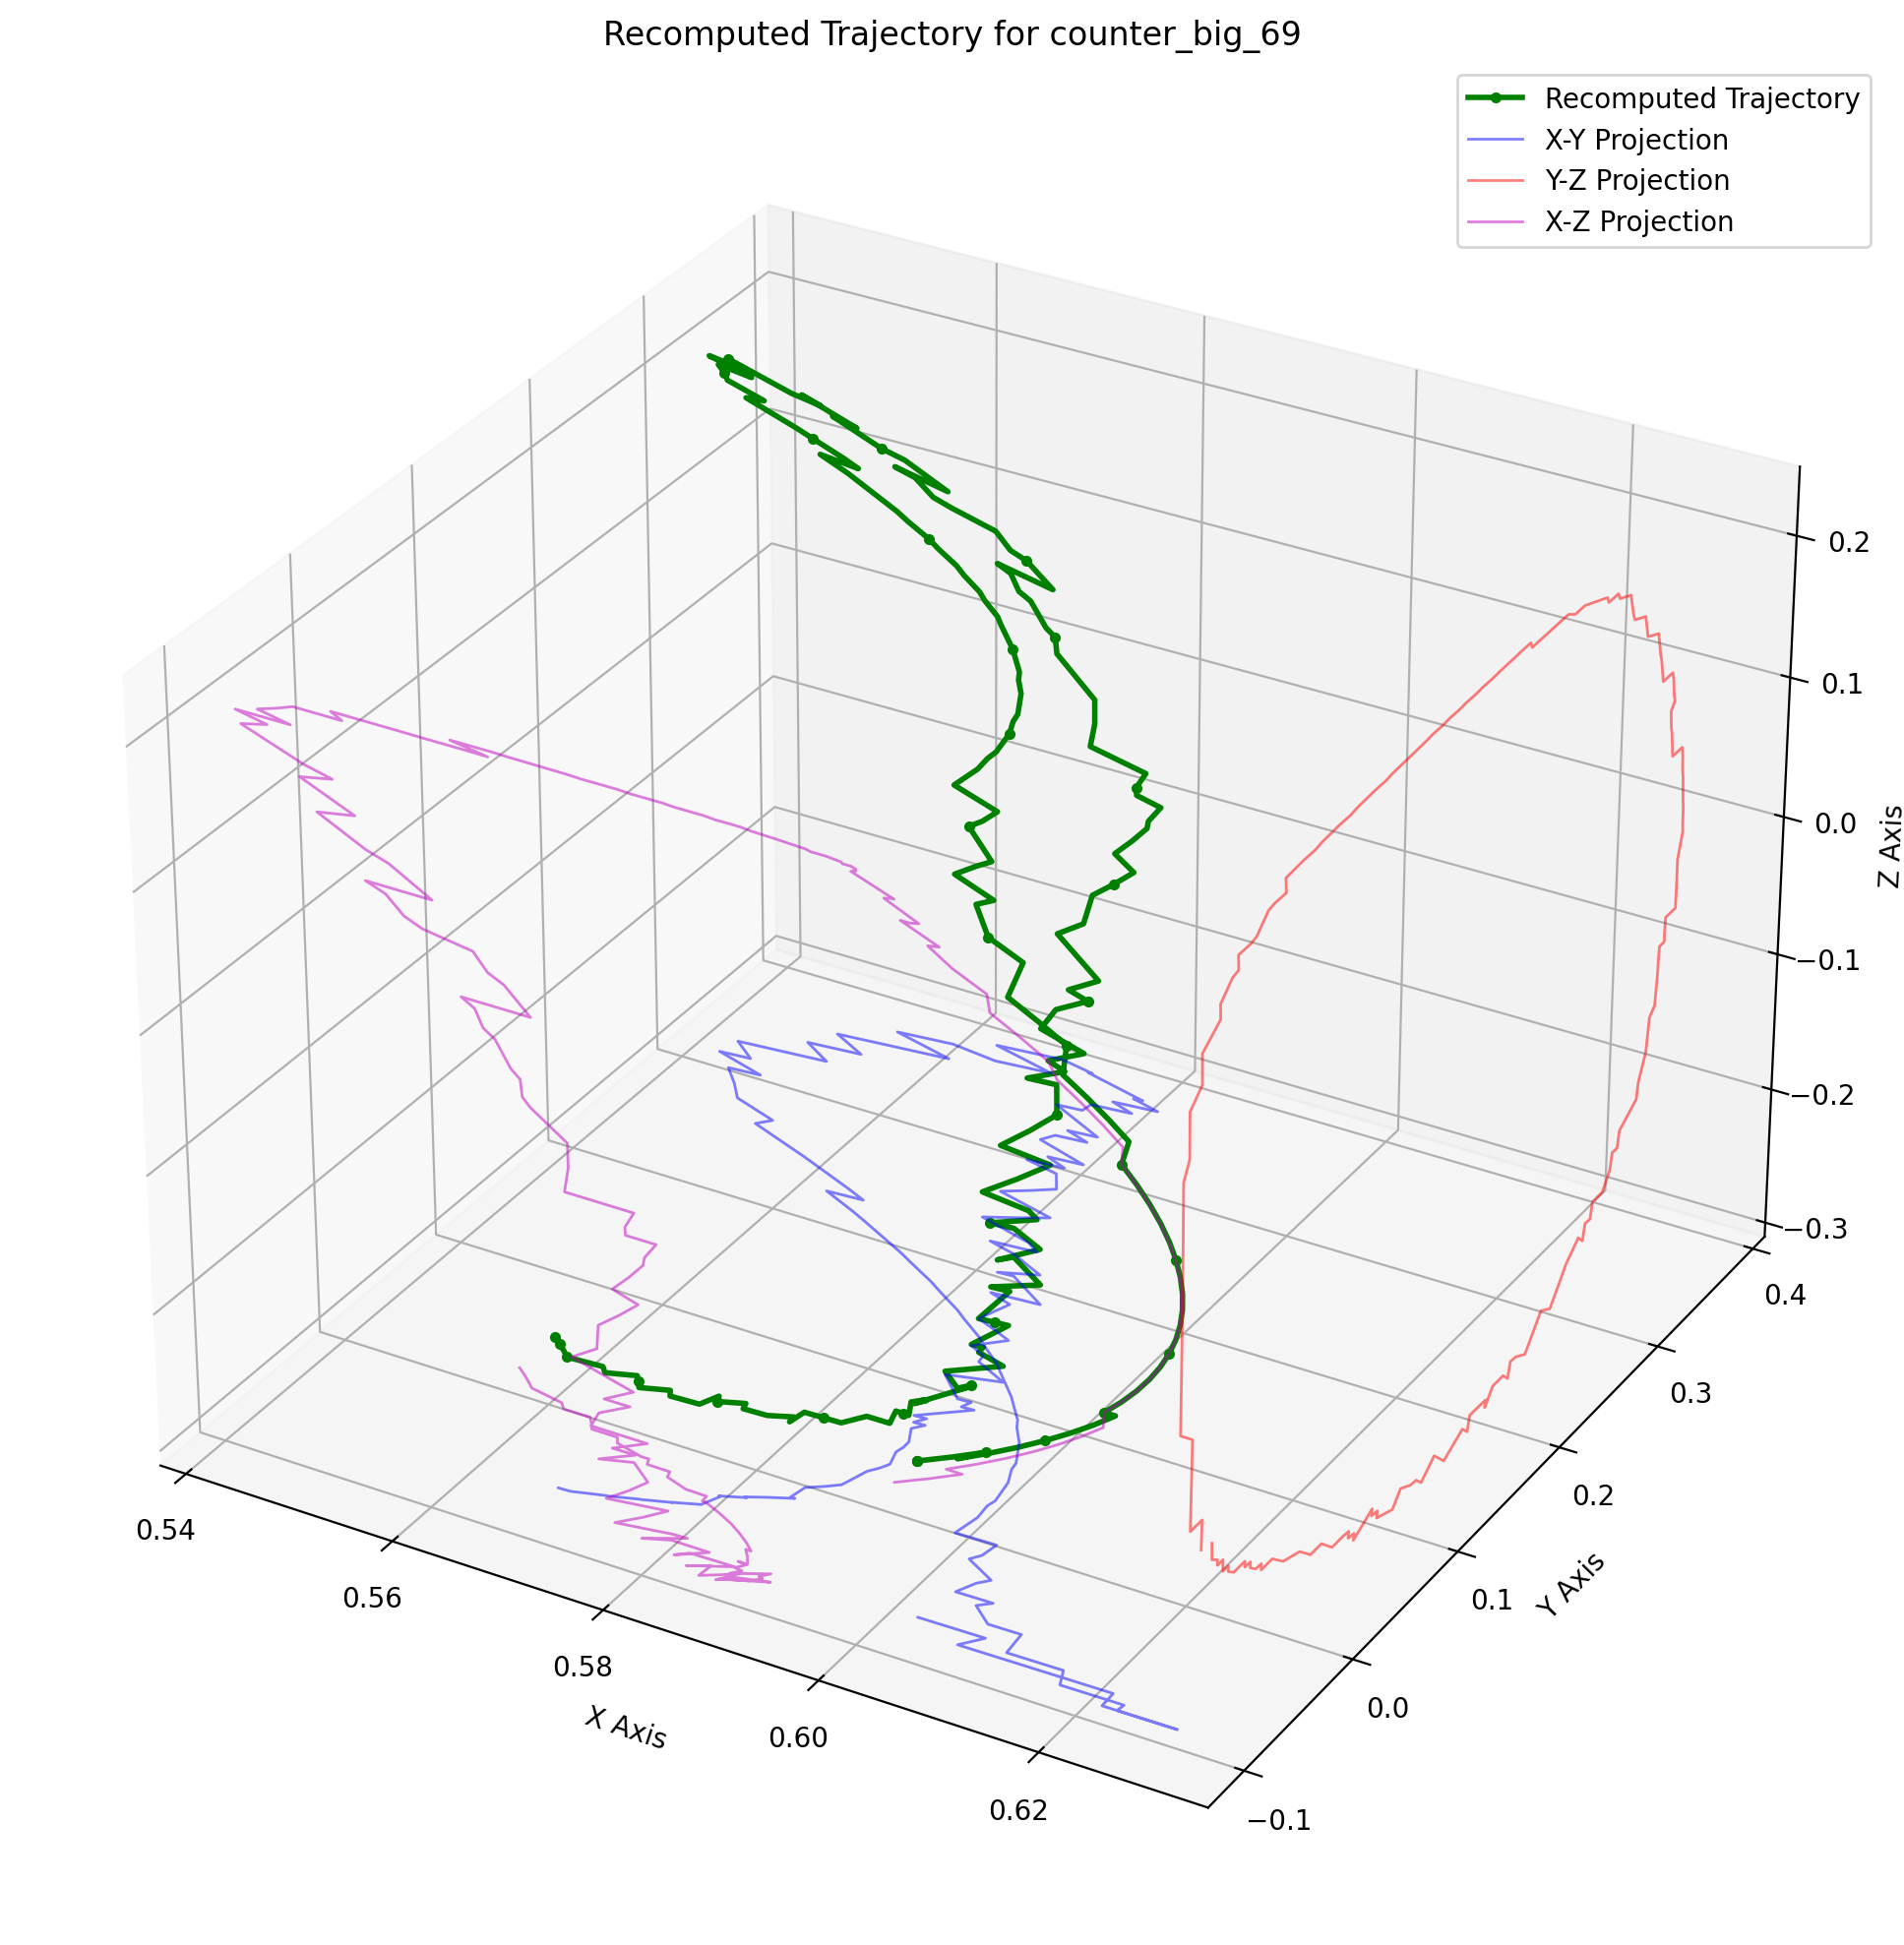 Recomputed Trajectory for counter_big_69
Recomputed Trajectory
X-Y Projection
Y-Z Projection
X-Z Projection
0.2
0.1
0.0
−0.1
−0.2
−0.3
Z Axis
0.4
0.3
0.2
0.1
0.0
−0.1
Y Axis
0.54
0.56
0.58
0.60
0.62
X Axis